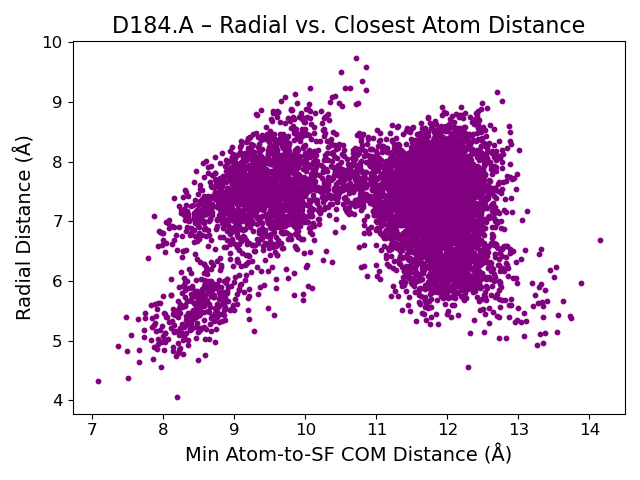 D184.A – Radial vs. Closest Atom Distance
10
9
8
7
6
5
4
Radial Distance (Å)
7 8 9 10 11 12 13 14
Min Atom-to-SF COM Distance (Å)